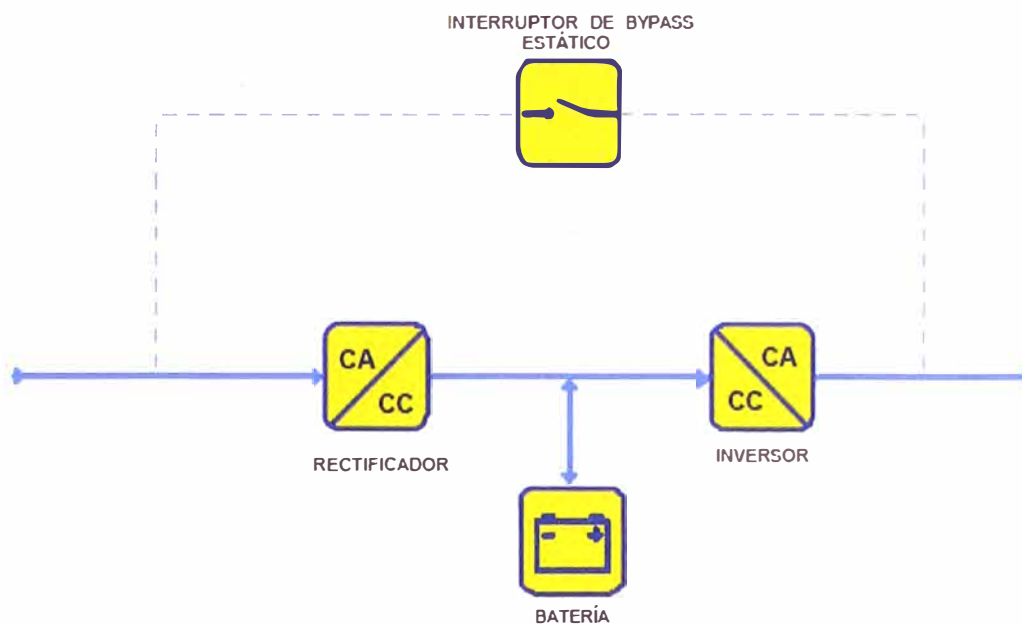 INTERRUPTOR DE BYPASS
ESTÁTICO
CA
CC
CA
CC
RECTIFICADOR
INVERSOR
- +
BATERÍA